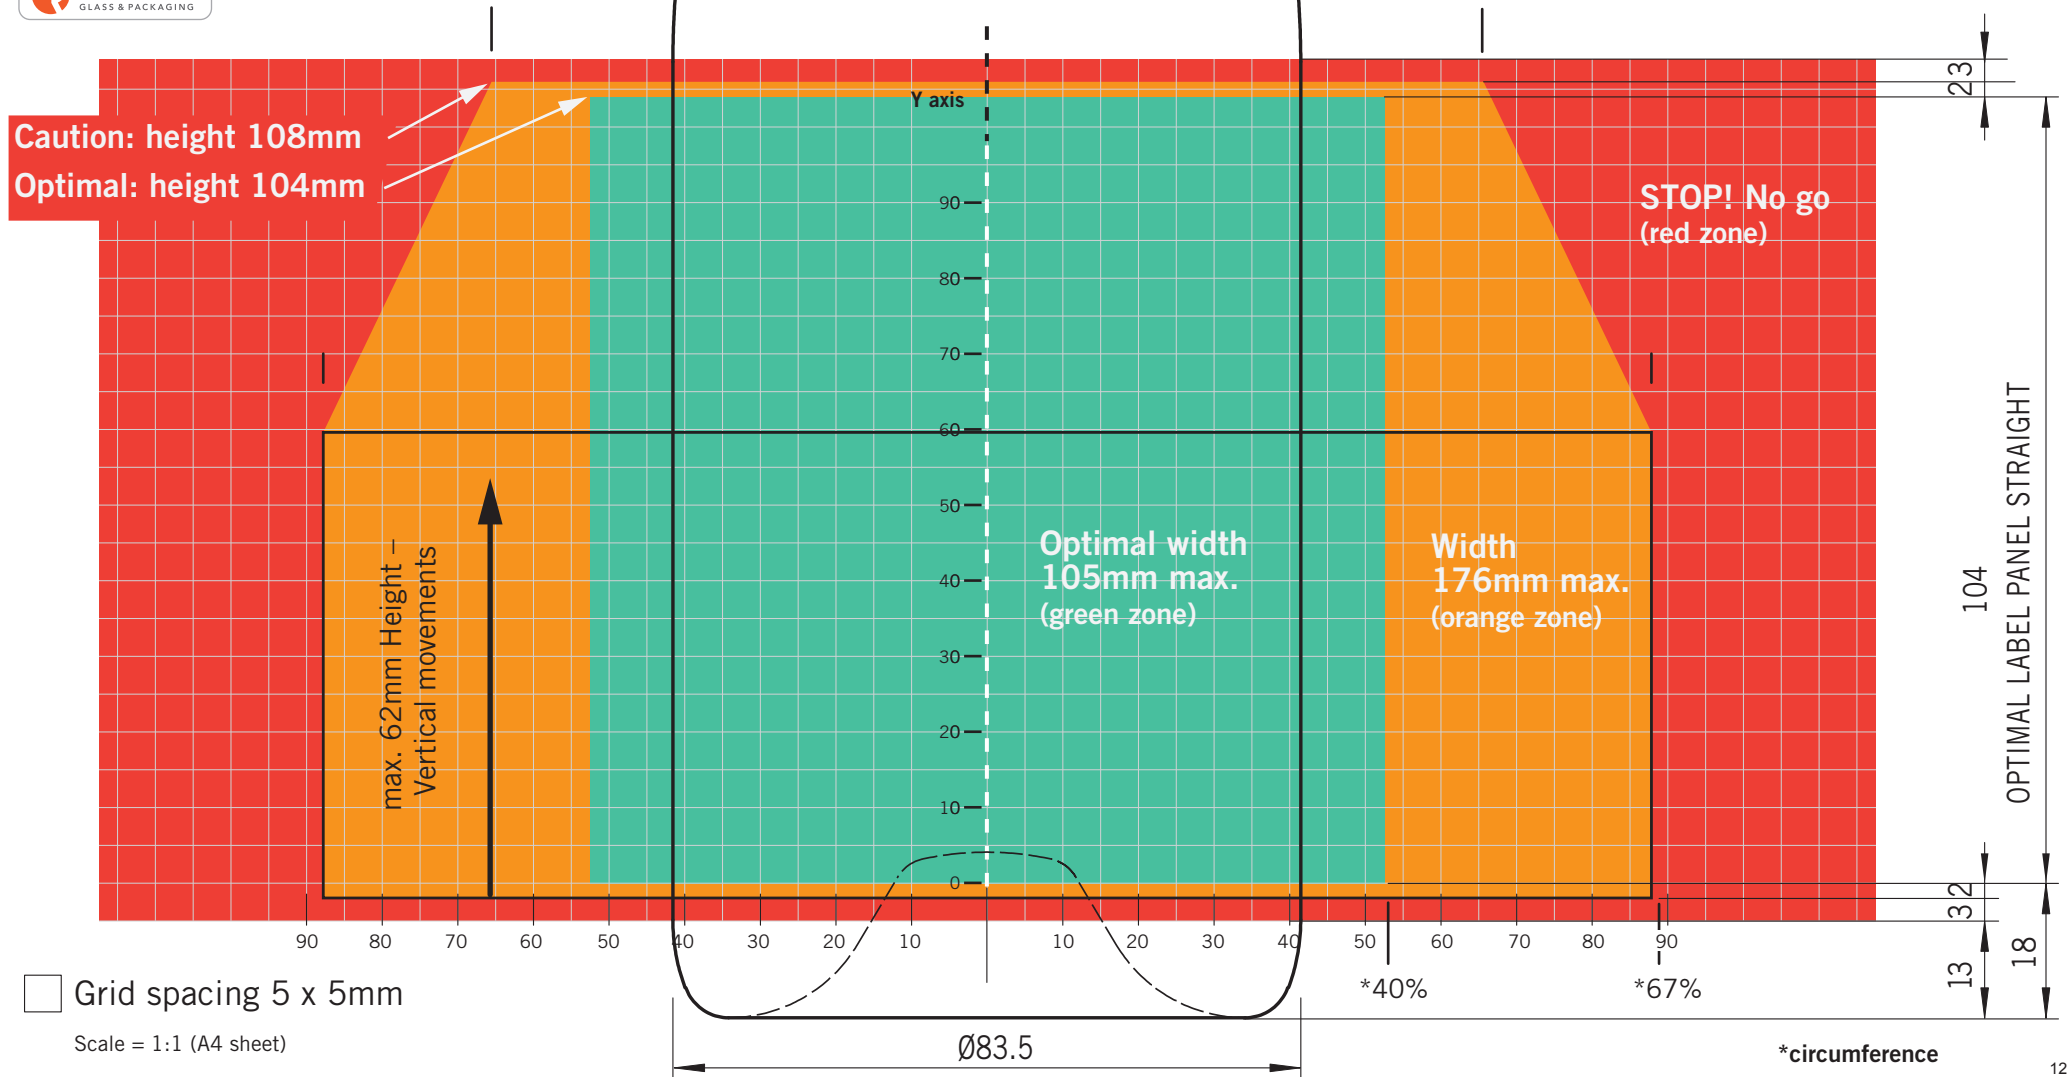 GLASS & PACKAGING
Y axis
Caution: height 108mm
Optimal: height 104mm
STOP! No go
(red zone)
3
2
90
80
70
60
50
40
30
20
10
0
max. 62mm Height –
Vertical movements
Optimal width
105mm max.
(green zone)
Width
176mm max.
(orange zone)
104
OPTIMAL LABEL PANEL STRAIGHT
2
3
13
18
90 80 70 60 50 40 30 20 10 10 20 30 40 50 60 70 80 90
*40% *67%
Grid spacing 5 x 5mm
Scale = 1:1 (A4 sheet)
Ø83.5
*circumference
12